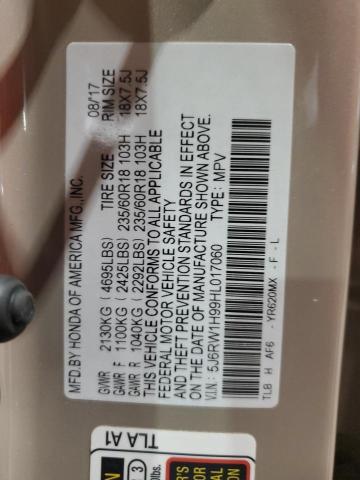 MFD.BY HONDA OF AMERICA MFG.,INC. 08/17
GVWR 2130KG ( 4695LBS) TIRE SIZE RIM SIZE
GAWR F 1100KG ( 2425LBS) 235/60R18 103H 18X7.5J
GAWR R 1040KG ( 2292LBS) 235/60R18 103H 18X7.5J
THIS VEHICLE CONFORMS TO ALL APPLICABLE
FEDERAL MOTOR VEHICLE SAFETY
AND THEFT PREVENTION STANDARDS IN EFFECT
ON THE DATE OF MANUFACTURE SHOWN ABOVE.
V.I.N.: 5J6RW1H99HL017060 TYPE: MPV
TLB H AF6 - YR620MX - F - L
TLA A1
3
lbs.